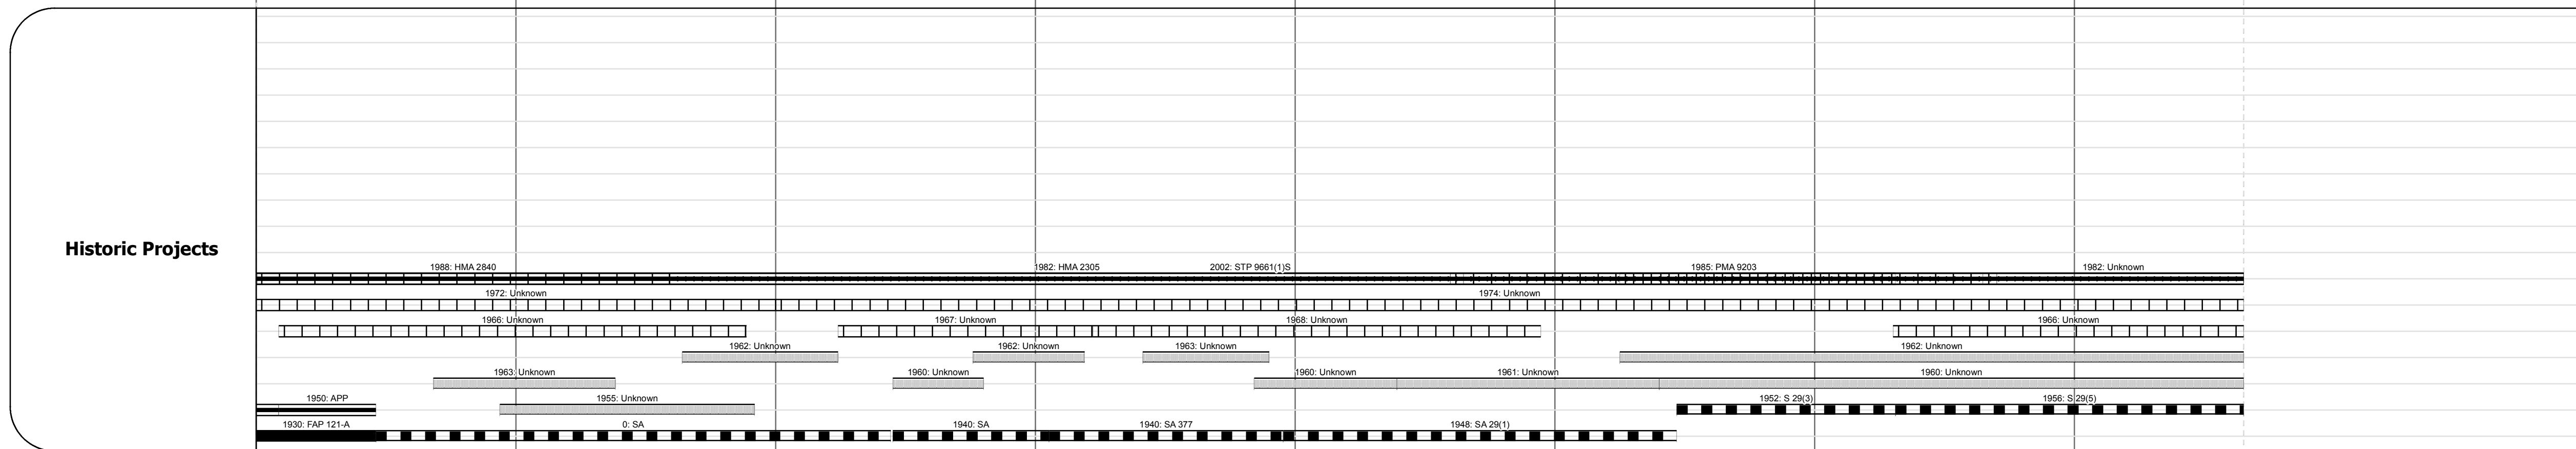 Historic Projects
1988: HMA 2840 1982: HMA 2305 2002: STP 9661(1)S 1985: PMA 9203 1982: Unknown
1972: Unknown 1974: Unknown
1966: Unknown 1967: Unknown 1968: Unknown 1966: Unknown
1962: Unknown 1962: Unknown 1963: Unknown 1962: Unknown
1963: Unknown 1960: Unknown 1960: Unknown 1961: Unknown 1960: Unknown
1950: APP 1955: Unknown 1952: S 29(3) 1956: S 29(5)
1930: FAP 121-A 0: SA 1940: SA 1940: SA 377 1948: SA 29(1)